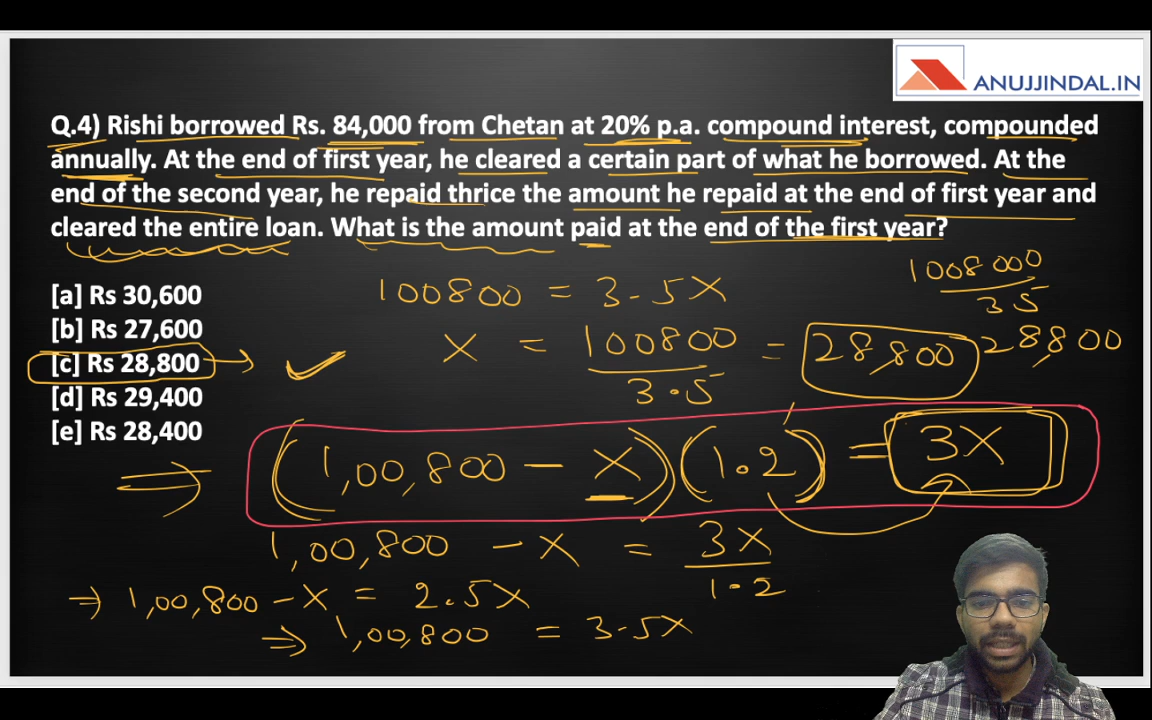 ANUJJINDAL.IN
Q.4) Rishi borrowed Rs. 84,000 from Chetan at 20% p.a. compound interest, compounded
annually. At the end of first year, he cleared a certain part of what he borrowed. At the
end of the second year, he repaid thrice the amount he repaid at the end of first year and
cleared the entire loan. What is the amount paid at the end of the first year?
[a] Rs 30,600
[b] Rs 27,600
[c] Rs 28,800
[d] Rs 29,400
[e] Rs 28,400
100800 = 3.5X
1008000
35
X = 100800 / 3.5 = 28,800
28,800
⇒ (1,00,800 - X) (1.2)' = 3X
1,00,800 - X = 3X / 1.2
⇒ 1,00,800 - X = 2.5X
⇒ 1,00,800 = 3.5X